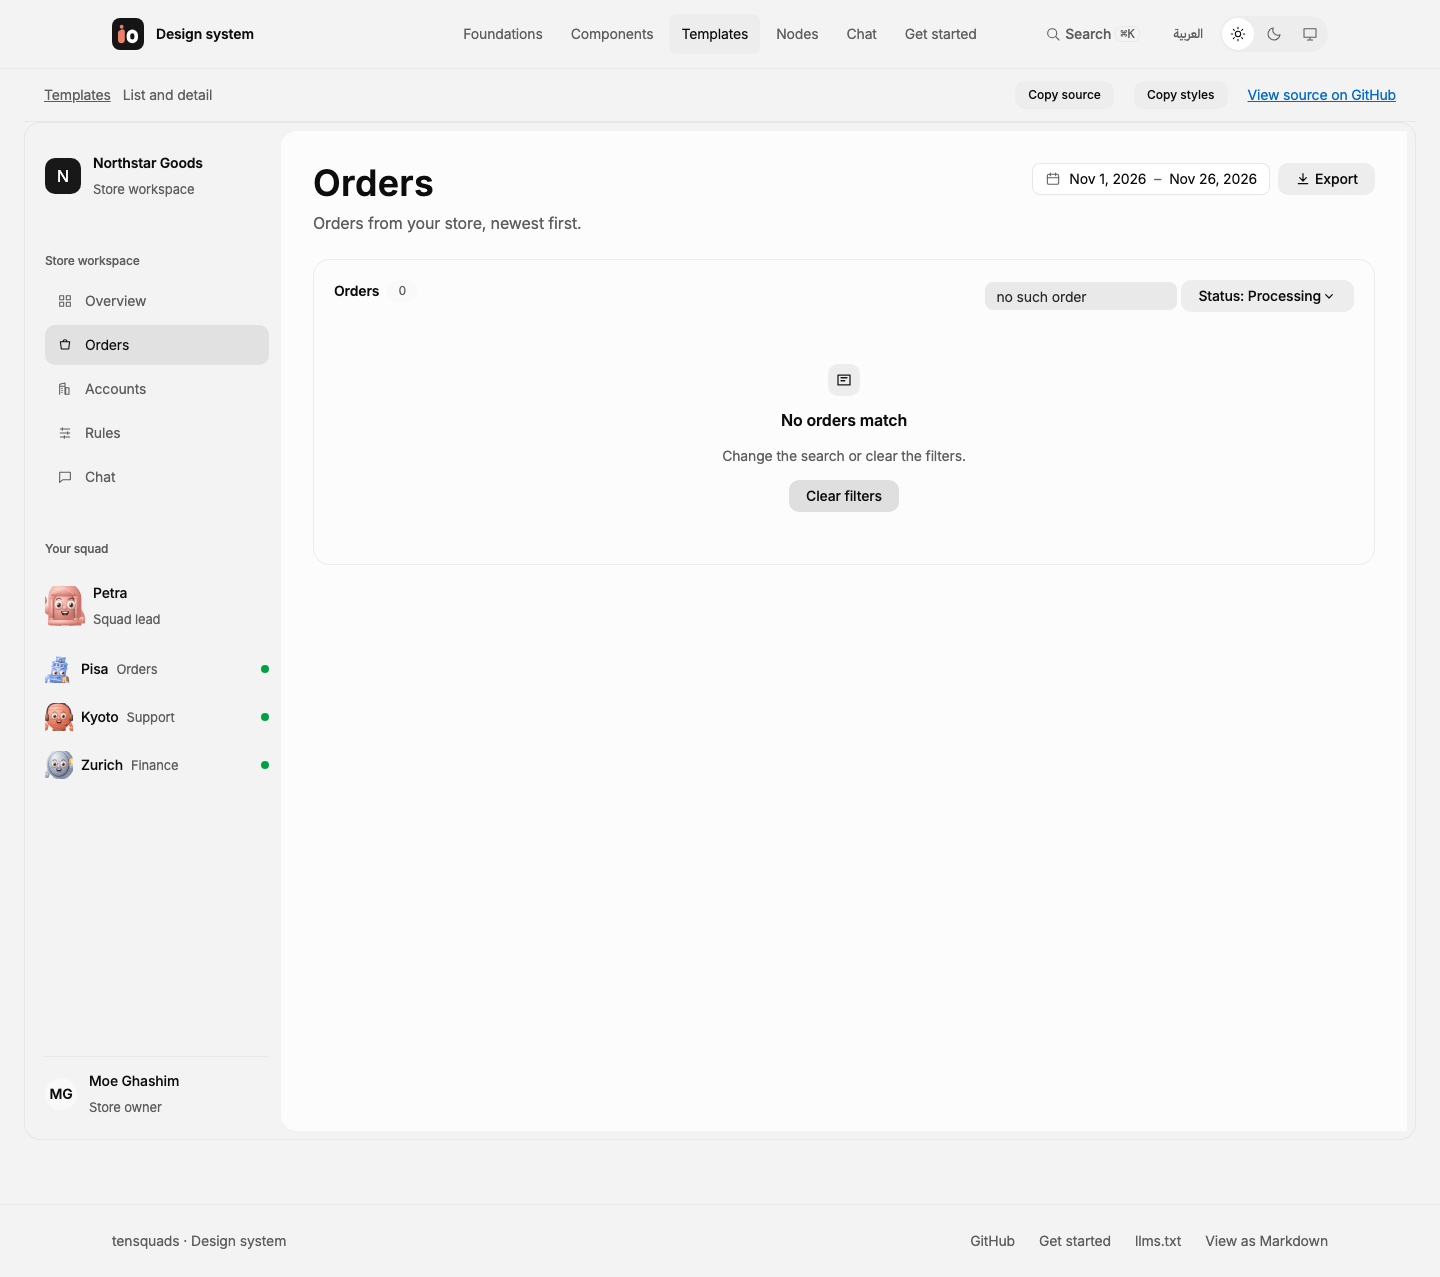 io Design system
Foundations Components Templates Nodes Chat Get started
Search ⌘K
العربية
Templates List and detail
Copy source Copy styles View source on GitHub
N
Northstar Goods
Store workspace
Store workspace
Overview
Orders
Accounts
Rules
Chat
Your squad
Petra
Squad lead
Pisa Orders
Kyoto Support
Zurich Finance
MG
Moe Ghashim
Store owner
Orders
Orders from your store, newest first.
Nov 1, 2026 – Nov 26, 2026
Export
Orders 0
no such order
Status: Processing
No orders match
Change the search or clear the filters.
Clear filters
tensquads · Design system
GitHub Get started llms.txt View as Markdown